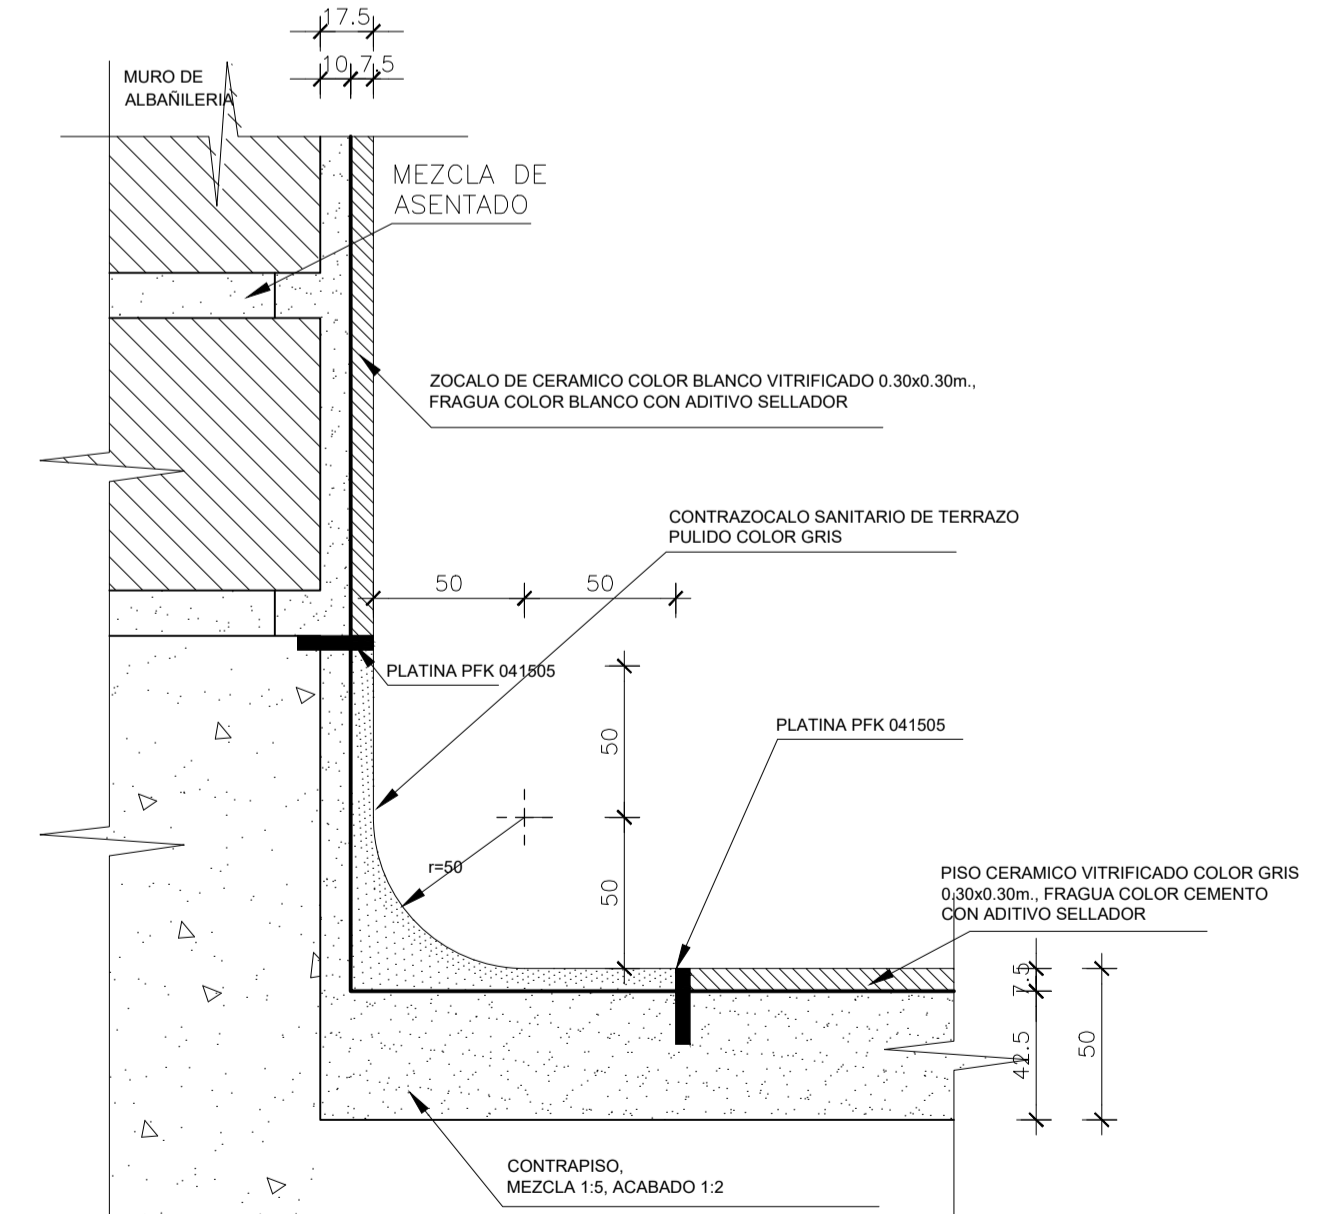 17.5
10
7.5
MURO DE
ALBAÑILERIA
MEZCLA DE
ASENTADO
ZOCALO DE CERAMICO COLOR BLANCO VITRIFICADO 0.30x0.30m.,
FRAGUA COLOR BLANCO CON ADITIVO SELLADOR
CONTRAZOCALO SANITARIO DE TERRAZO
PULIDO COLOR GRIS
50
50
PLATINA PFK 041505
50
PLATINA PFK 041505
r=50
50
PISO CERAMICO VITRIFICADO COLOR GRIS
0.30x0.30m., FRAGUA COLOR CEMENTO
CON ADITIVO SELLADOR
7.5
42.5
50
CONTRAPISO,
MEZCLA 1:5, ACABADO 1:2